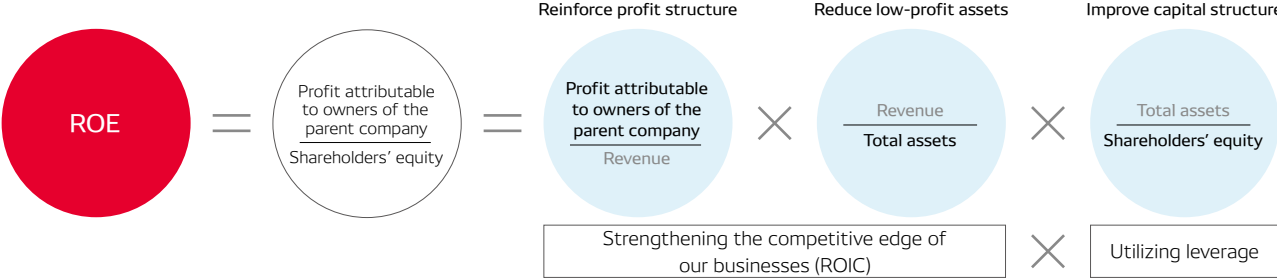 Reinforce profit structure
Reduce low-profit assets
Improve capital structure
ROE
=
Profit attributable
to owners of the
parent company
Shareholders’ equity
=
Profit attributable
to owners of the
parent company
Revenue
×
Revenue
Total assets
×
Total assets
Shareholders’ equity
Strengthening the competitive edge of
our businesses (ROIC)
×
Utilizing leverage